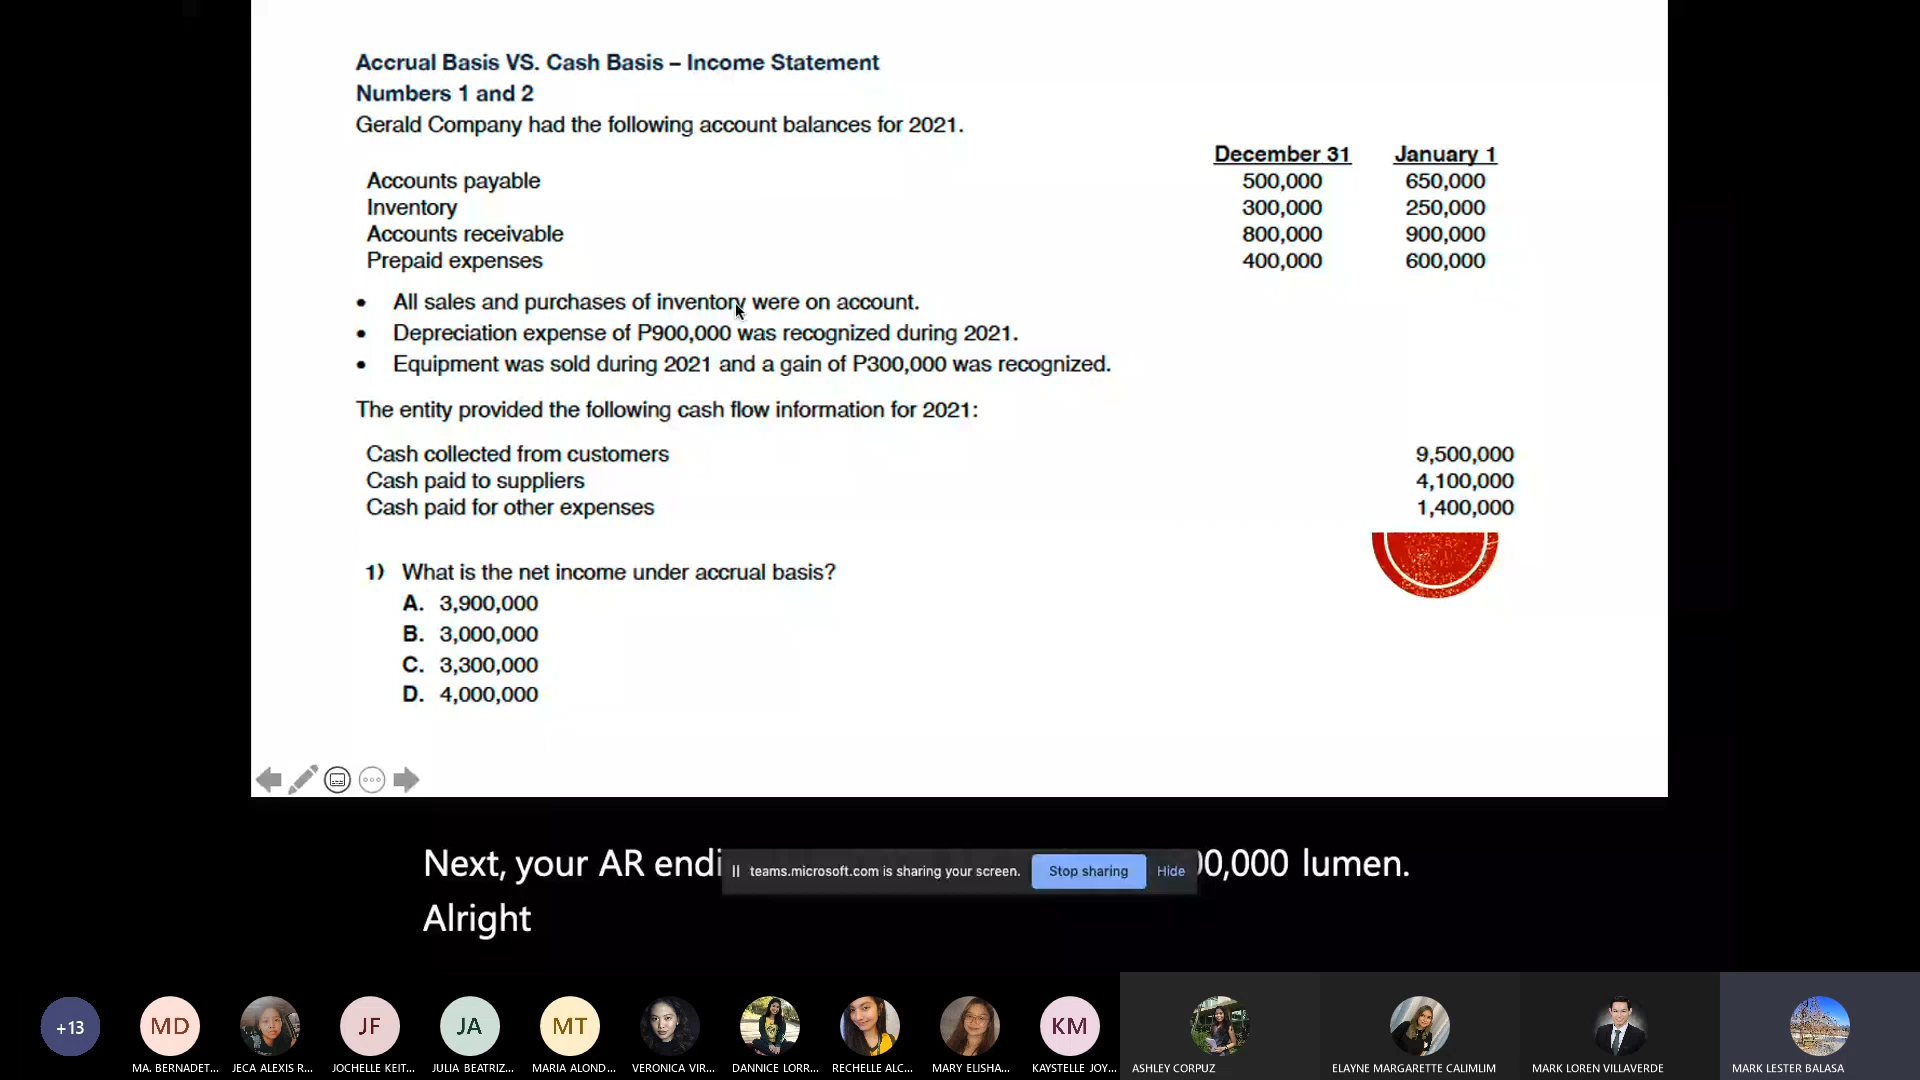 Accrual Basis VS. Cash Basis – Income Statement
Numbers 1 and 2
Gerald Company had the following account balances for 2021.
December 31 January 1
Accounts payable 500,000 650,000
Inventory 300,000 250,000
Accounts receivable 800,000 900,000
Prepaid expenses 400,000 600,000
• All sales and purchases of inventory were on account.
• Depreciation expense of P900,000 was recognized during 2021.
• Equipment was sold during 2021 and a gain of P300,000 was recognized.
The entity provided the following cash flow information for 2021:
Cash collected from customers 9,500,000
Cash paid to suppliers 4,100,000
Cash paid for other expenses 1,400,000
1) What is the net income under accrual basis?
A. 3,900,000
B. 3,000,000
C. 3,300,000
D. 4,000,000
Next, your AR endi 00,000 lumen.
teams.microsoft.com is sharing your screen. Stop sharing Hide
Alright
+13 MD JF JA MT KM
MA. BERNADET... JECA ALEXIS R... JOCHELLE KEIT... JULIA BEATRIZ... MARIA ALOND... VERONICA VIR... DANNICE LORR... RECHELLE ALC... MARY ELISHA... KAYSTELLE JOY... ASHLEY CORPUZ ELAYNE MARGARETTE CALIMLIM MARK LOREN VILLAVERDE MARK LESTER BALASA